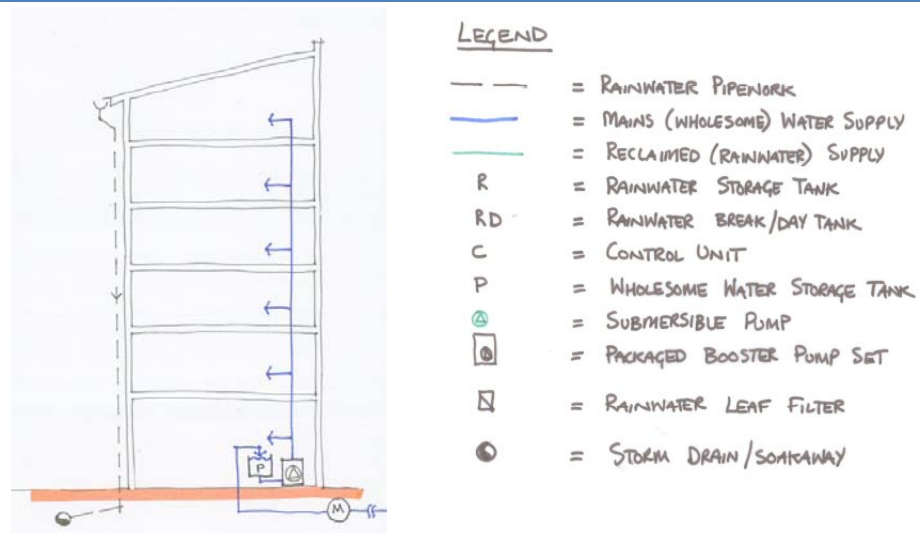 P
M
LEGEND
= RAINWATER PIPEWORK
= MAINS (WHOLESOME) WATER SUPPLY
= RECLAIMED (RAINWATER) SUPPLY
R = RAINWATER STORAGE TANK
RD = RAINWATER BREAK/DAY TANK
C = CONTROL UNIT
P = WHOLESOME WATER STORAGE TANK
= SUBMERSIBLE PUMP
= PACKAGED BOOSTER PUMP SET
= RAINWATER LEAF FILTER
= STORM DRAIN/SOAKAWAY